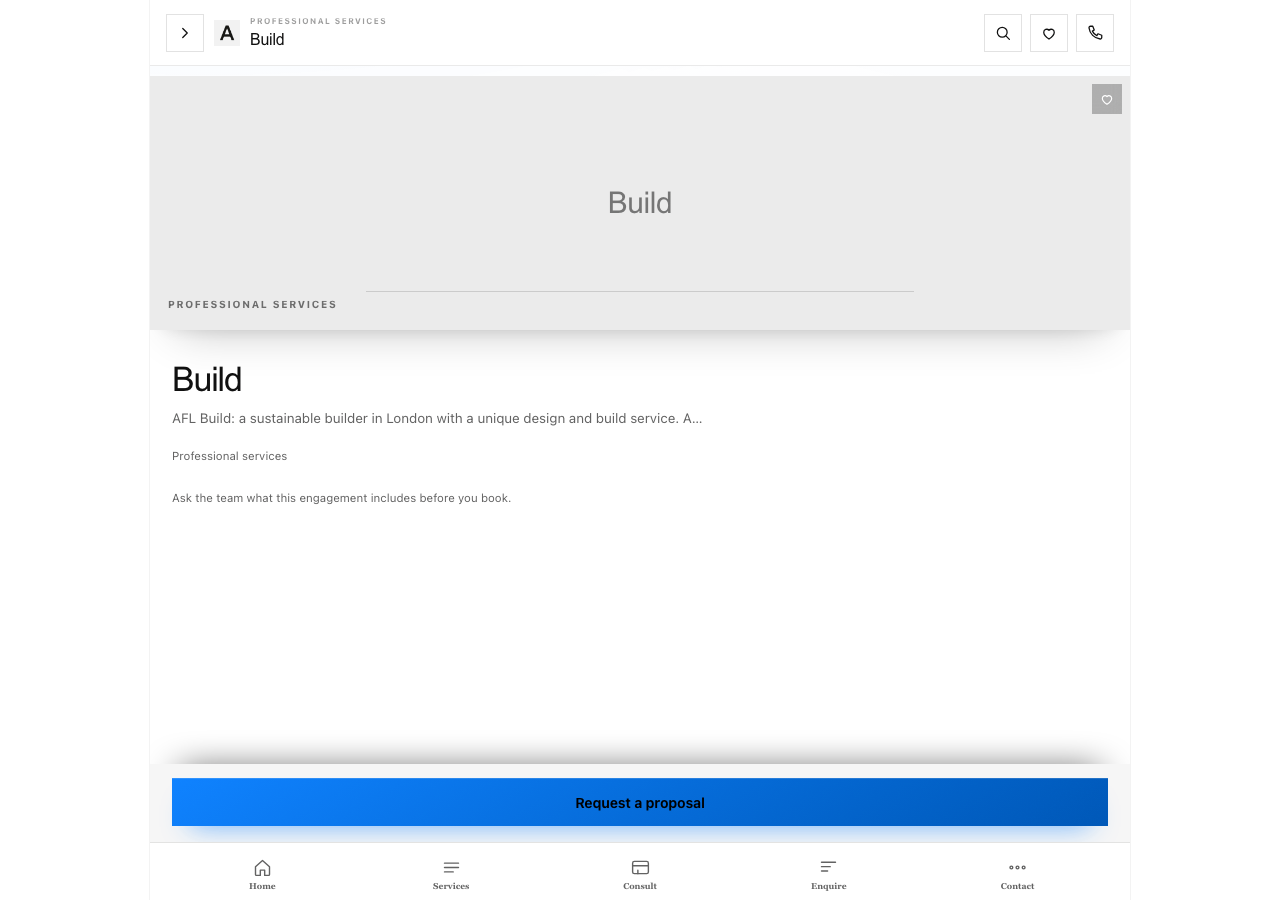 PROFESSIONAL SERVICES
A
Build
Build
PROFESSIONAL SERVICES
Build
AFL Build: a sustainable builder in London with a unique design and build service. A...
Professional services
Ask the team what this engagement includes before you book.
Request a proposal
Home
Services
Consult
Enquire
Contact